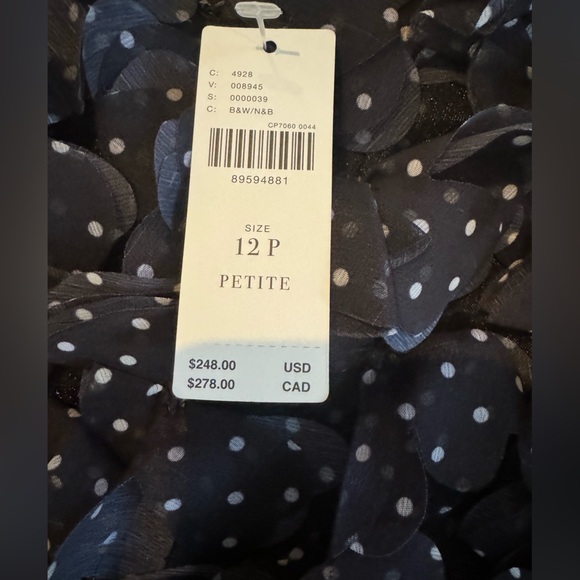 C: 4928
V: 008945
S: 0000039
C: B&W/N&B
CP7060 0044
89594881
SIZE
12 P
PETITE
$248.00 USD
$278.00 CAD